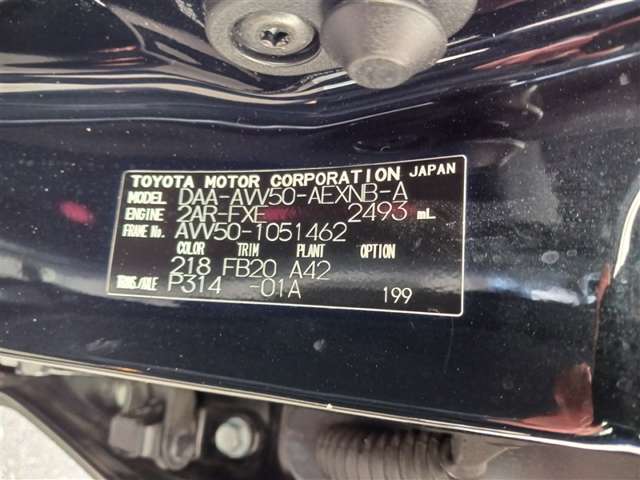 TOYOTA MOTOR CORPORATION JAPAN
MODEL DAA-AVV50-AEXNB-A
ENGINE 2AR-FXE 2493 mL
FRAME No. AVV50-1051462
COLOR TRIM PLANT OPTION
218 FB20 A42
TRANS/AXLE P314 -01A 199